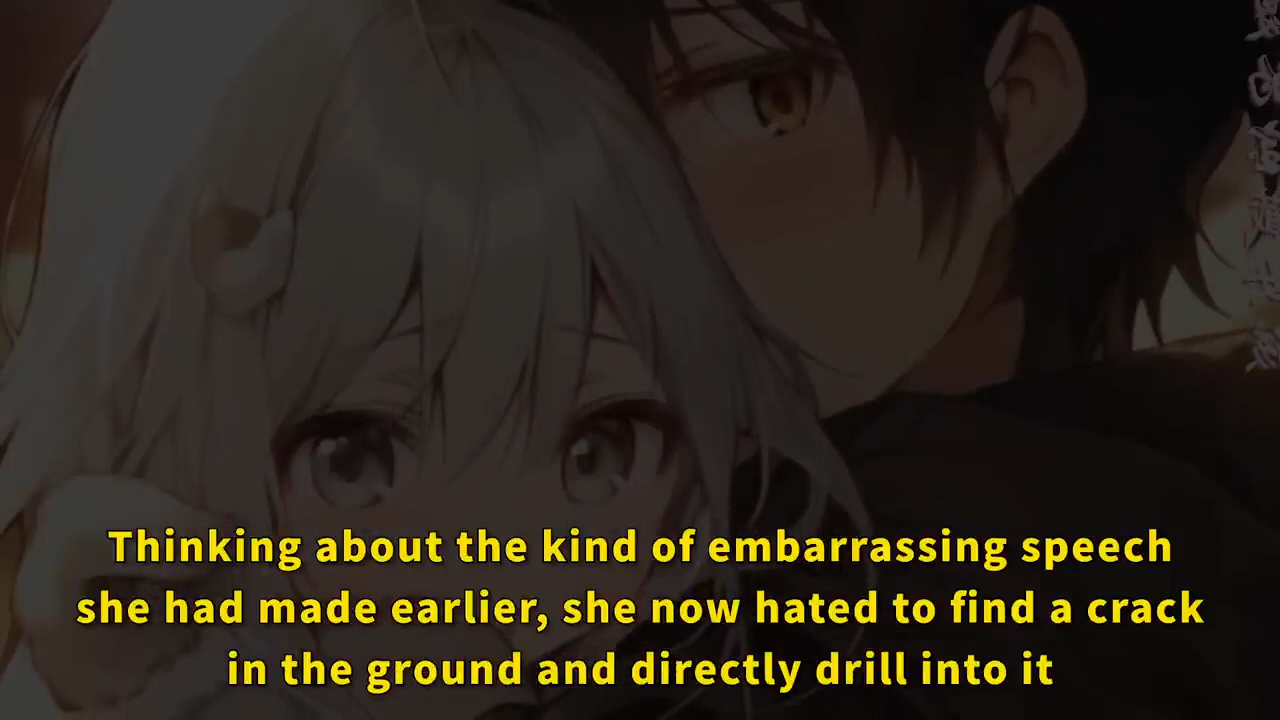 Thinking about the kind of embarrassing speech
she had made earlier, she now hated to find a crack
in the ground and directly drill into it